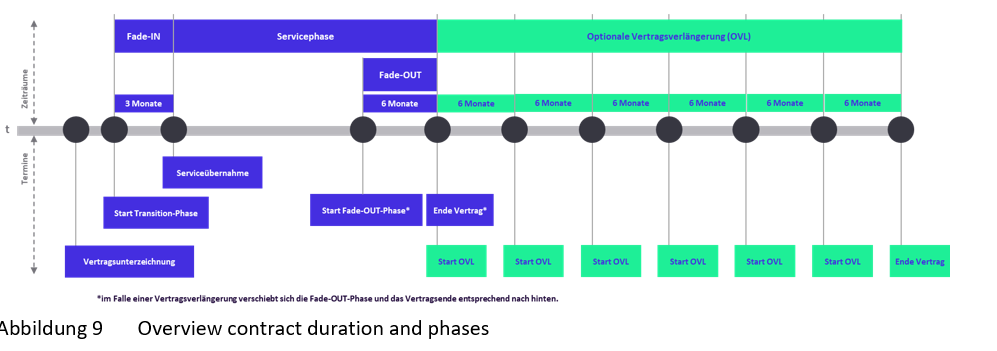 Fade-IN
Servicephase
Optionale Vertragsverlängerung (OVL)
Fade-OUT
Zeiträume
3 Monate
6 Monate
6 Monate
6 Monate
6 Monate
6 Monate
6 Monate
6 Monate
t
Termine
Serviceübernahme
Start Transition-Phase
Start Fade-OUT-Phase*
Ende Vertrag*
Vertragsunterzeichnung
Start OVL
Start OVL
Start OVL
Start OVL
Start OVL
Start OVL
Ende Vertrag
*im Falle einer Vertragsverlängerung verschiebt sich die Fade-OUT-Phase und das Vertragsende entsprechend nach hinten.
Abbildung 9 Overview contract duration and phases